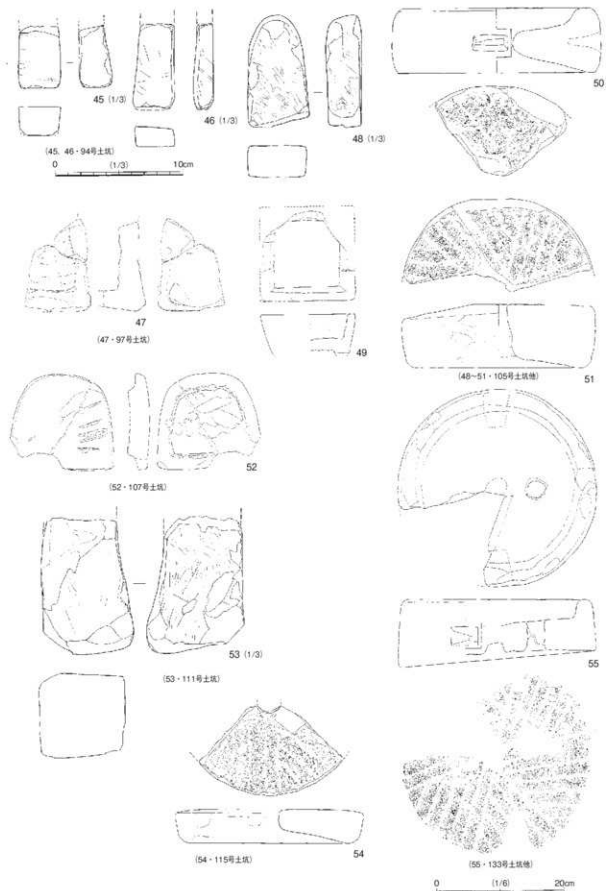 45 (1/3)
46 (1/3)
(45、46・94号土坑)
0 (1/3) 10cm
48 (1/3)
50
47
(47・97号土坑)
49
51
(48～51・105号土坑他)
52
(52・107号土坑)
53 (1/3)
(53・111号土坑)
55
54
(54・115号土坑)
(55・133号土坑他)
0 (1/6) 20cm